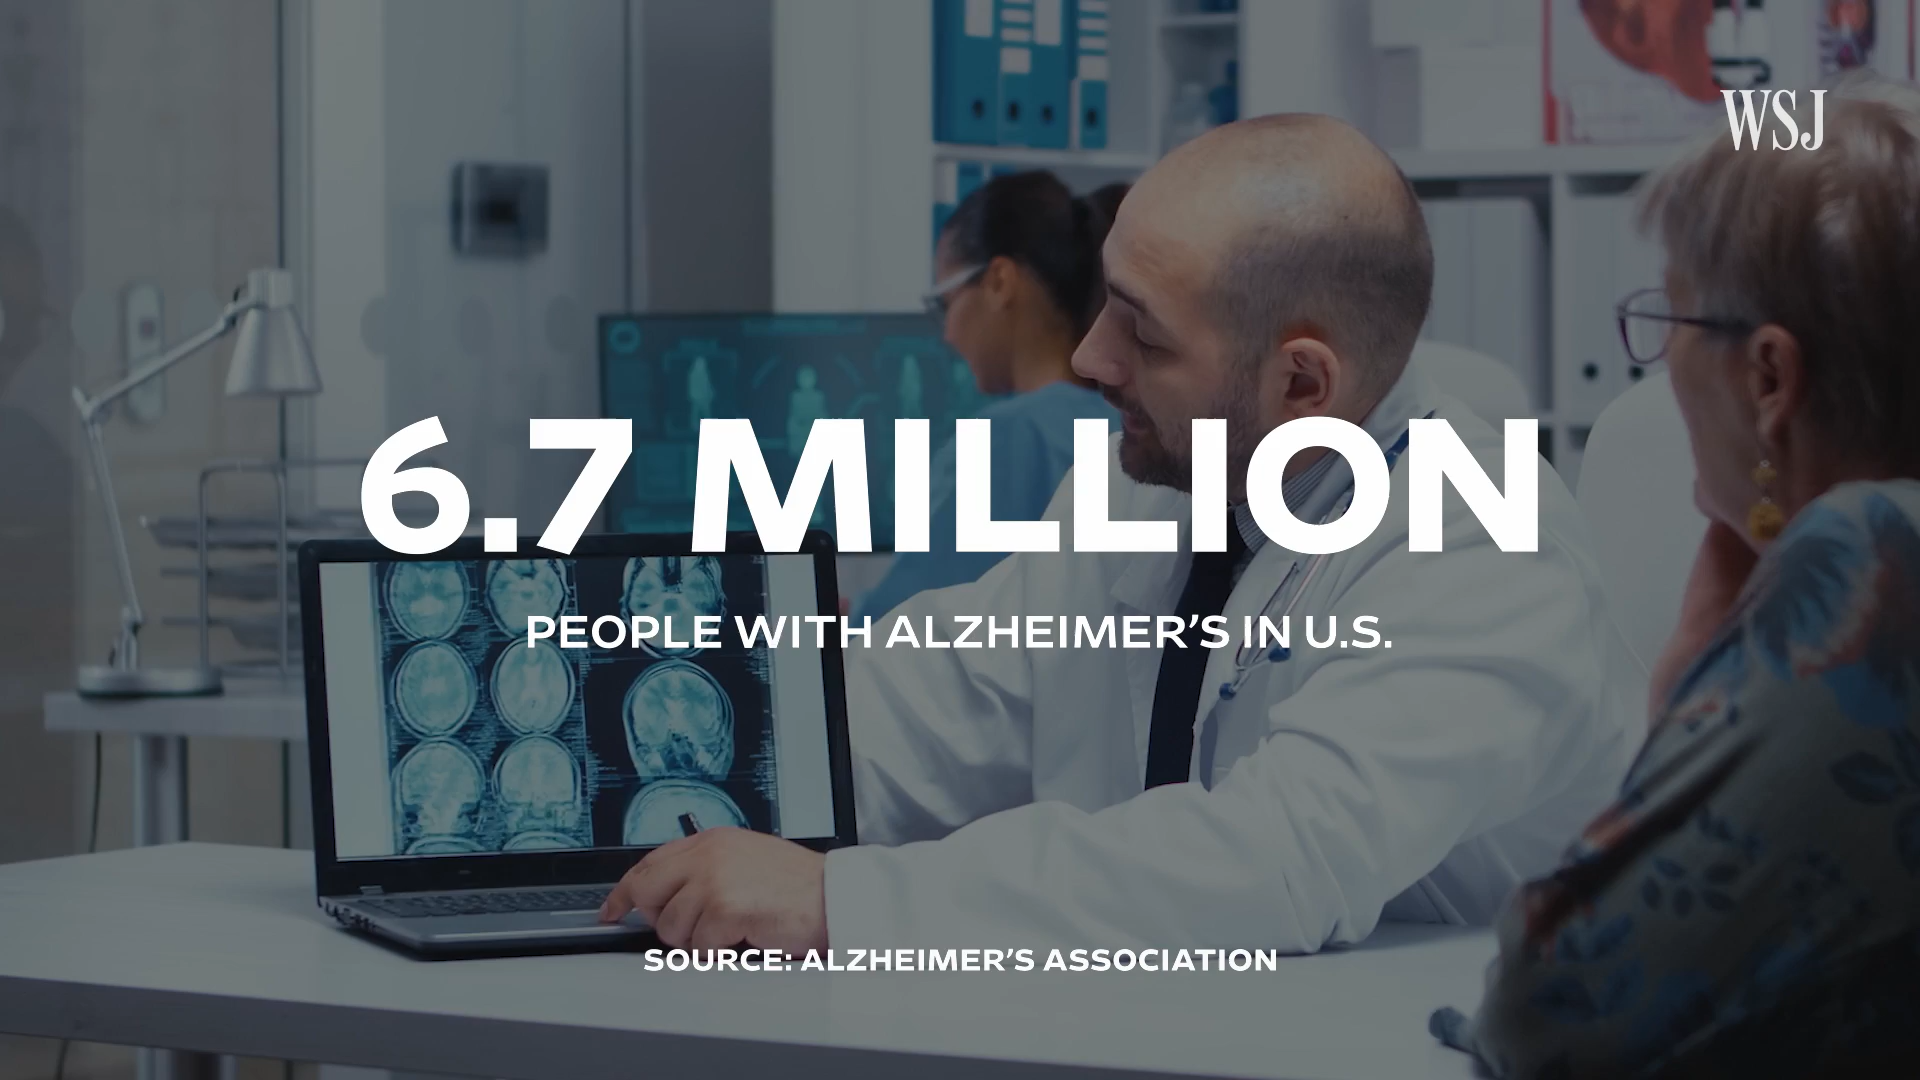 WSJ
6.7 MILLION
PEOPLE WITH ALZHEIMER’S IN U.S.
SOURCE: ALZHEIMER’S ASSOCIATION